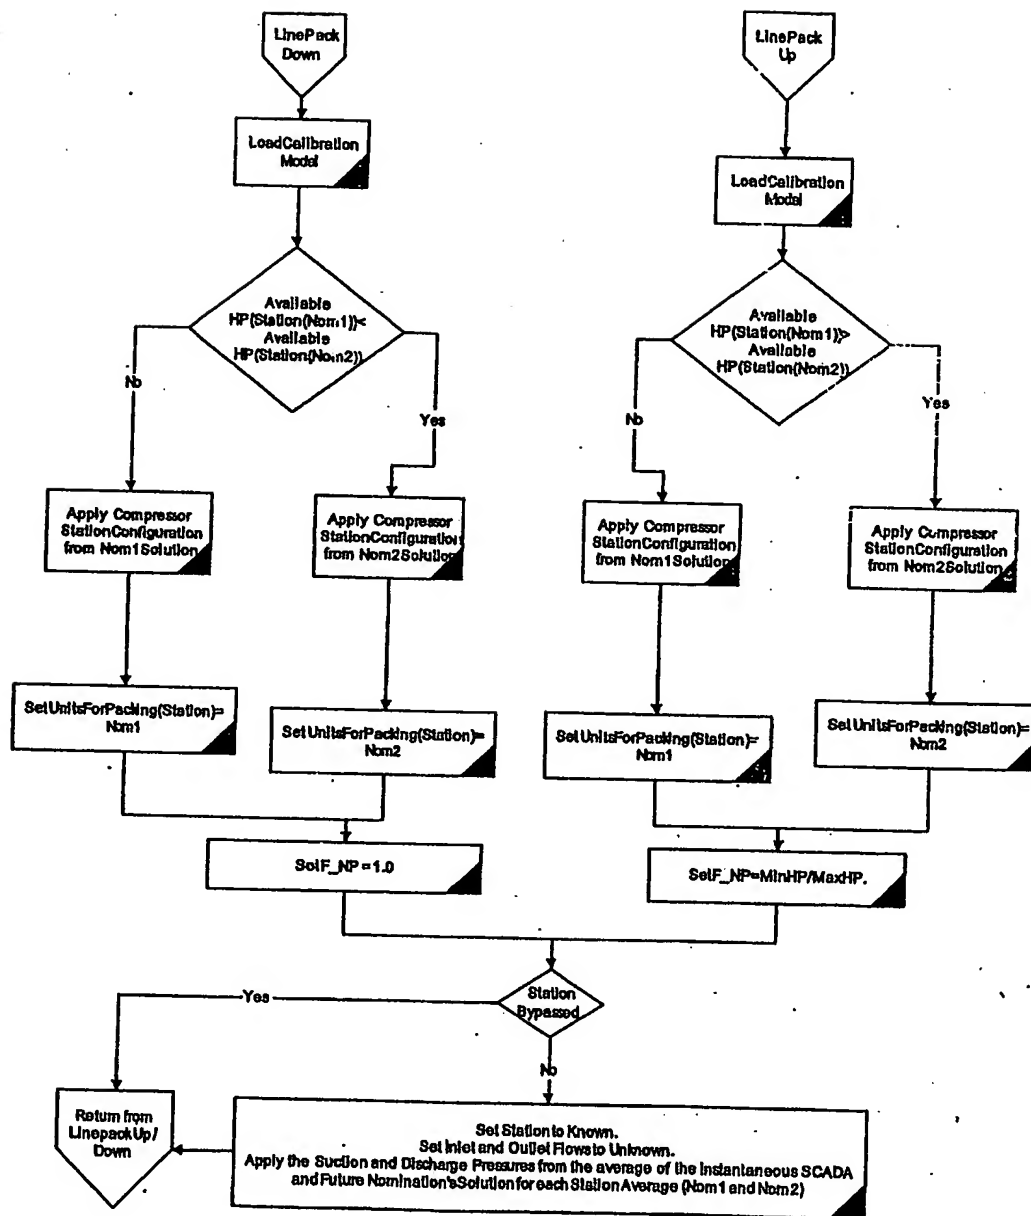 LinePack
Down
LoadCalibration
Model
Available
HP(Station(Nom1))<
Available
HP(Station(Nom2))
No
Yes
Apply Compressor
StationConfiguration
from Nom1Solution
Apply Compressor
StationConfiguration
from Nom2Solution
SetUnitsForPacking(Station)=
Nom1
SetUnitsForPacking(Station)=
Nom2
SetF_NP=1.0
LinePack
Up
LoadCalibration
Model
Available
HP(Station(Nom1))>
Available
HP(Station(Nom2))
No
Yes
Apply Compressor
StationConfiguration
from Nom1Solution
Apply Compressor
StationConfiguration
from Nom2Solution
SetUnitsForPacking(Station)=
Nom1
SetUnitsForPacking(Station)=
Nom2
SetF_NP=MinHP/MaxHP.
Station
Bypassed
Yes
No
Return from
LinepackUp/
Down
Set Station to Known.
Set Inlet and Outlet Flows to Unknown.
Apply the Suction and Discharge Pressures from the average of the Instantaneous SCADA
and Future Nomination'sSolution for each Station Average (Nom1 and Nom2)